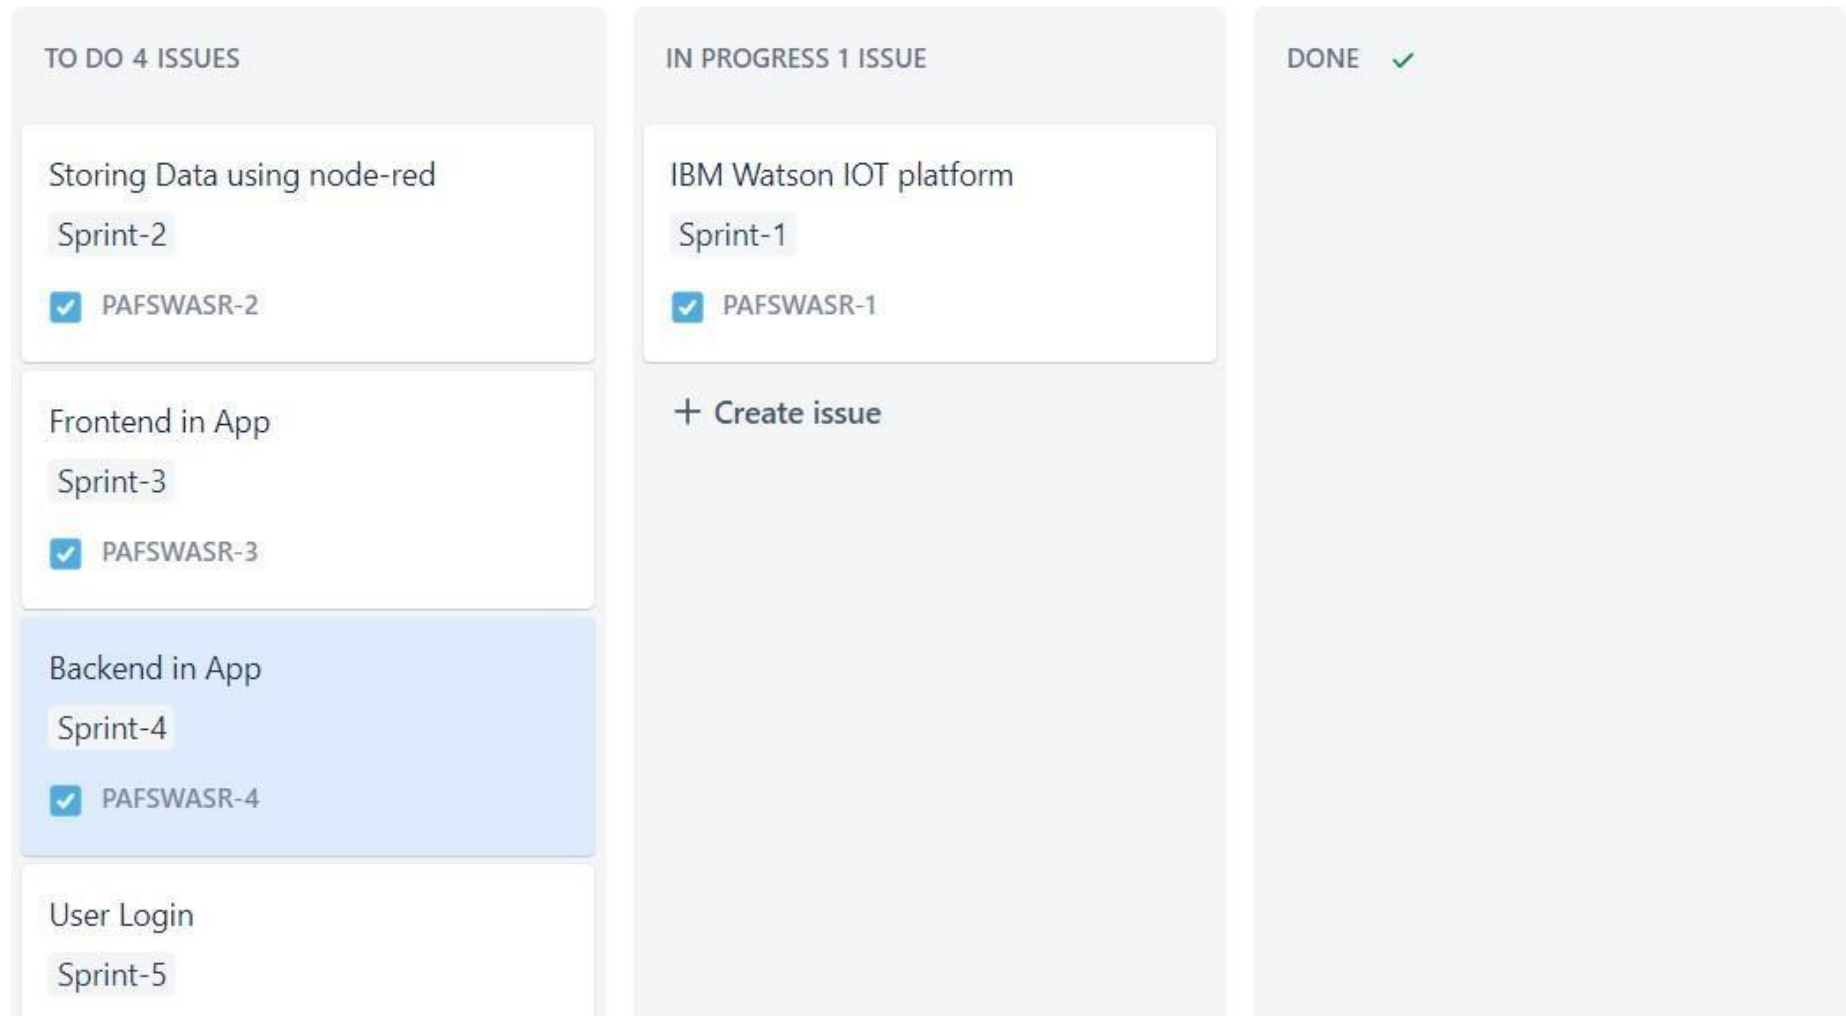 TO DO 4 ISSUES
Storing Data using node-red
Sprint-2
PAFSWASR-2
Frontend in App
Sprint-3
PAFSWASR-3
Backend in App
Sprint-4
PAFSWASR-4
User Login
Sprint-5
IN PROGRESS 1 ISSUE
IBM Watson IOT platform
Sprint-1
PAFSWASR-1
+ Create issue
DONE